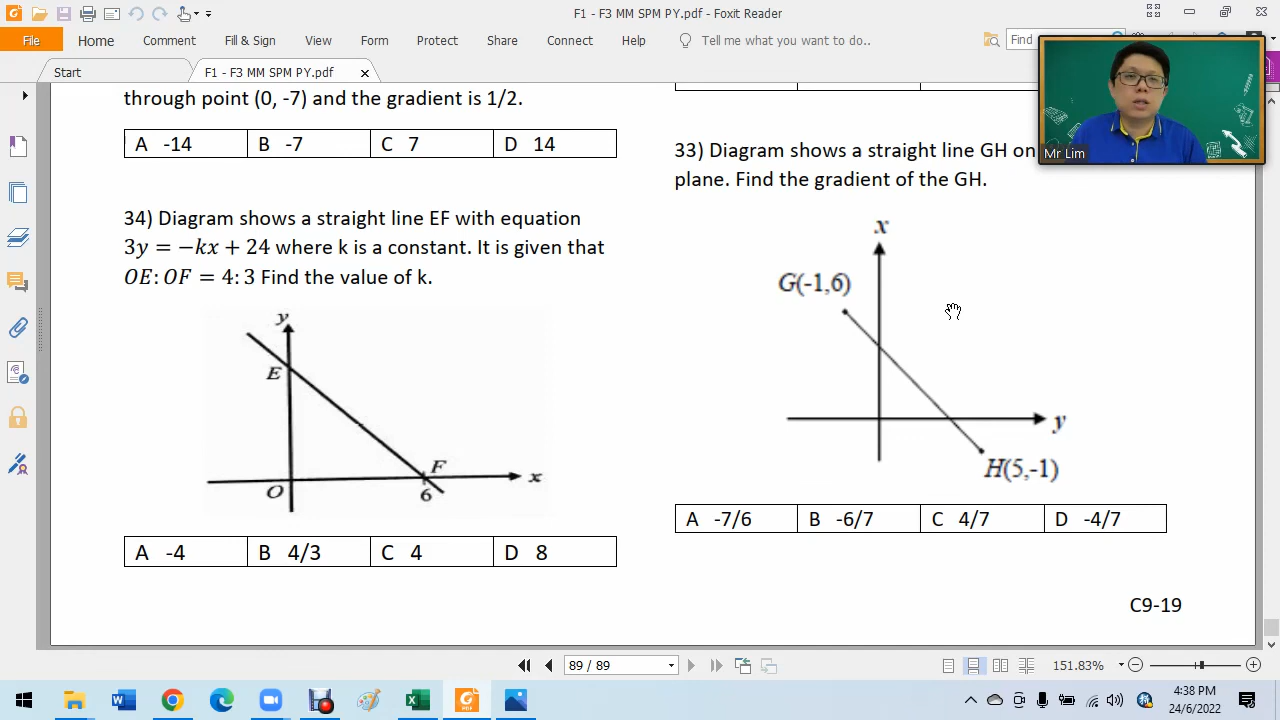 F1 - F3 MM SPM PY.pdf - Foxit Reader
File
Home
Comment
Fill & Sign
View
Form
Protect
Share
Connect
Help
Tell me what you want to do..
Find
Start
F1 - F3 MM SPM PY.pdf
through point (0, -7) and the gradient is 1/2.
A -14
B -7
C 7
D 14
34) Diagram shows a straight line EF with equation
3y = −kx + 24 where k is a constant. It is given that
OE: OF = 4: 3 Find the value of k.
y
E
O
F
6
x
A -4
B 4/3
C 4
D 8
33) Diagram shows a straight line GH on
plane. Find the gradient of the GH.
x
G(-1,6)
y
H(5,-1)
A -7/6
B -6/7
C 4/7
D -4/7
C9-19
Mr Lim
89 / 89
151.83%
4:38 PM
24/6/2022